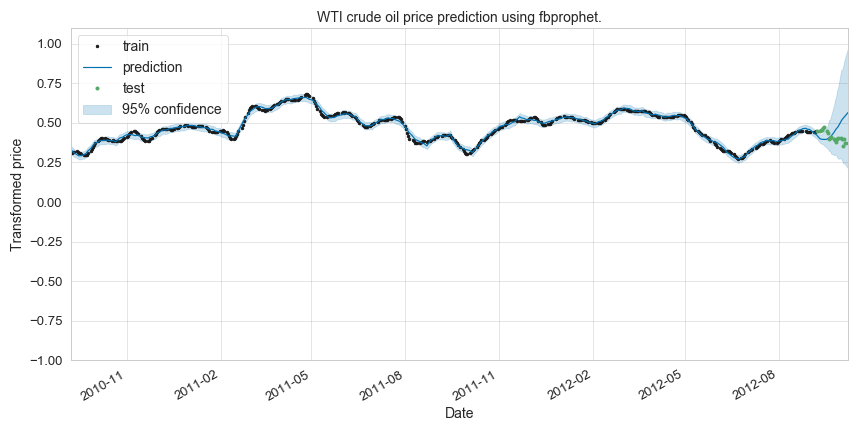 WTI crude oil price prediction using fbprophet.
train
prediction
test
95% confidence
Transformed price
1.00
0.75
0.50
0.25
0.00
−0.25
−0.50
−0.75
−1.00
2010-11
2011-02
2011-05
2011-08
2011-11
2012-02
2012-05
2012-08
Date